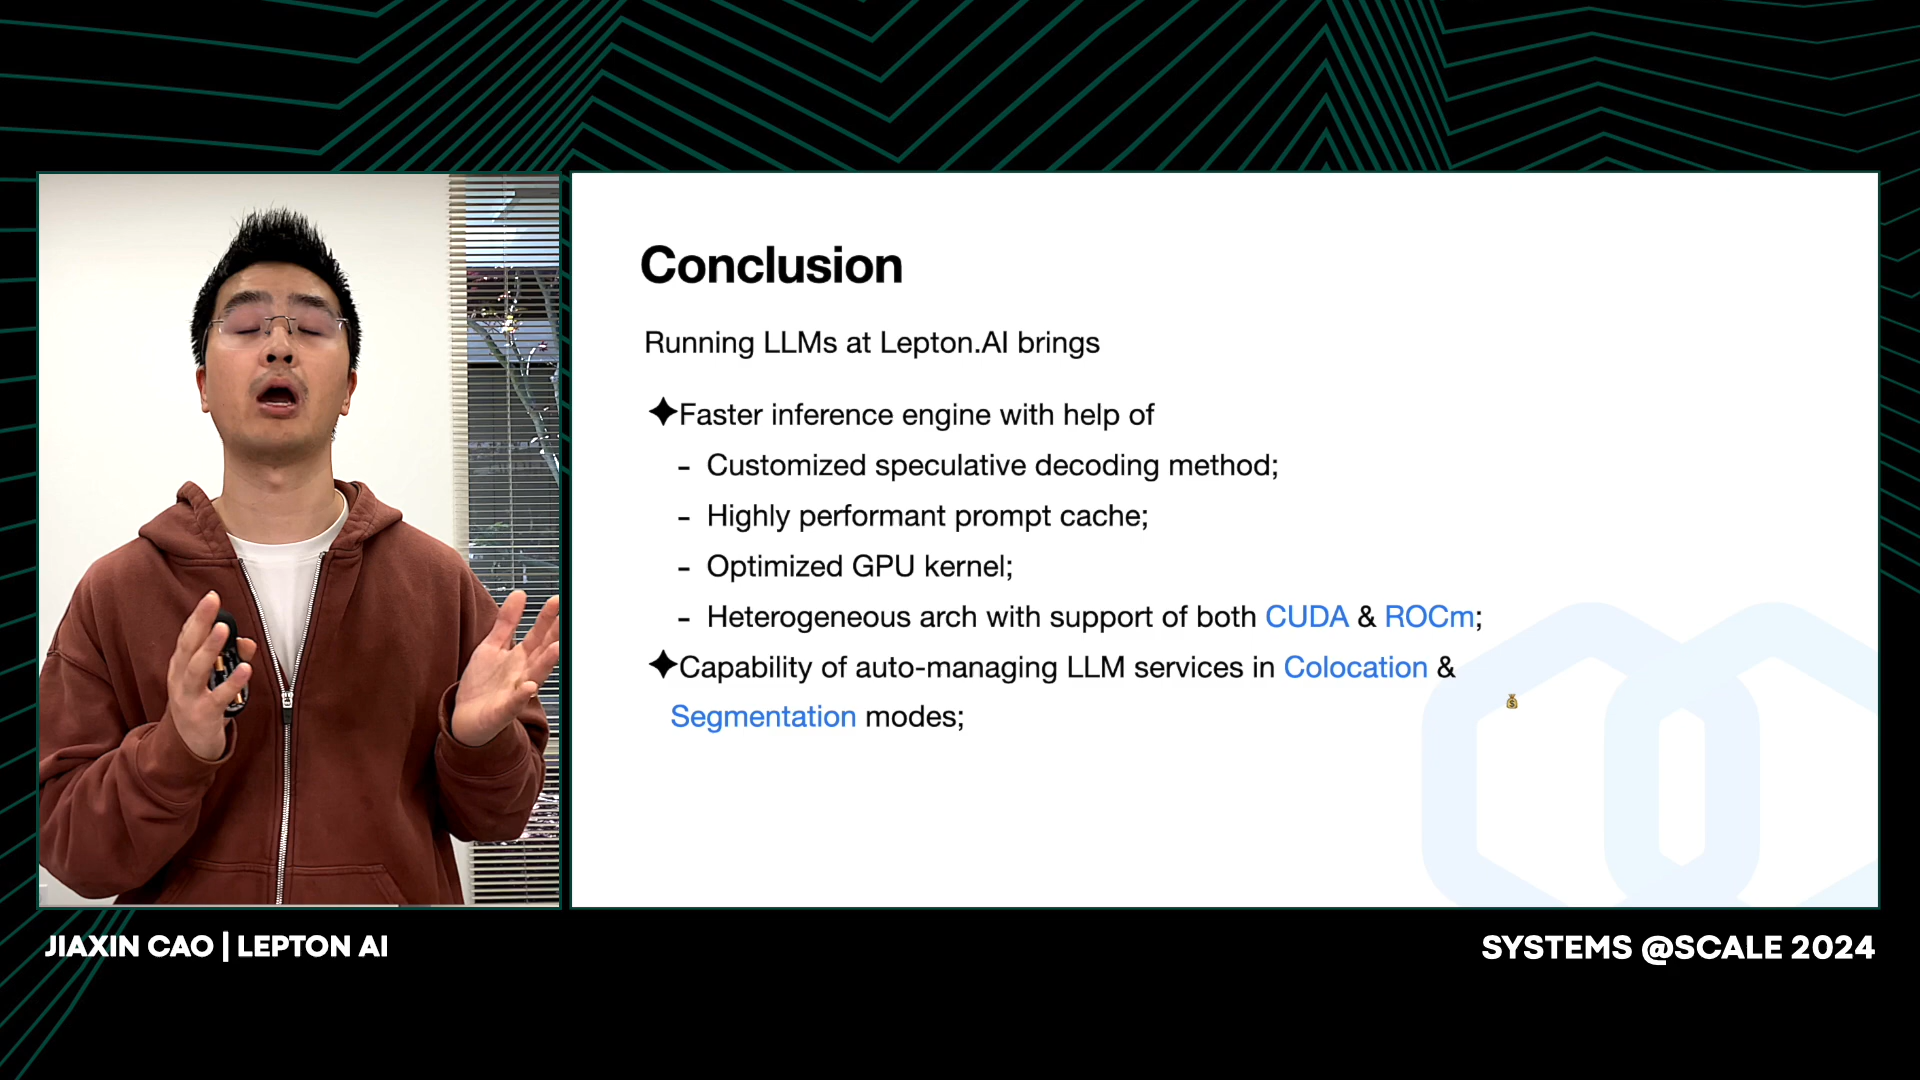 Conclusion
Running LLMs at Lepton.AI brings
✦Faster inference engine with help of
- Customized speculative decoding method;
- Highly performant prompt cache;
- Optimized GPU kernel;
- Heterogeneous arch with support of both CUDA & ROCm;
✦Capability of auto-managing LLM services in Colocation &
Segmentation modes;
JIAXIN CAO | LEPTON AI
SYSTEMS @SCALE 2024